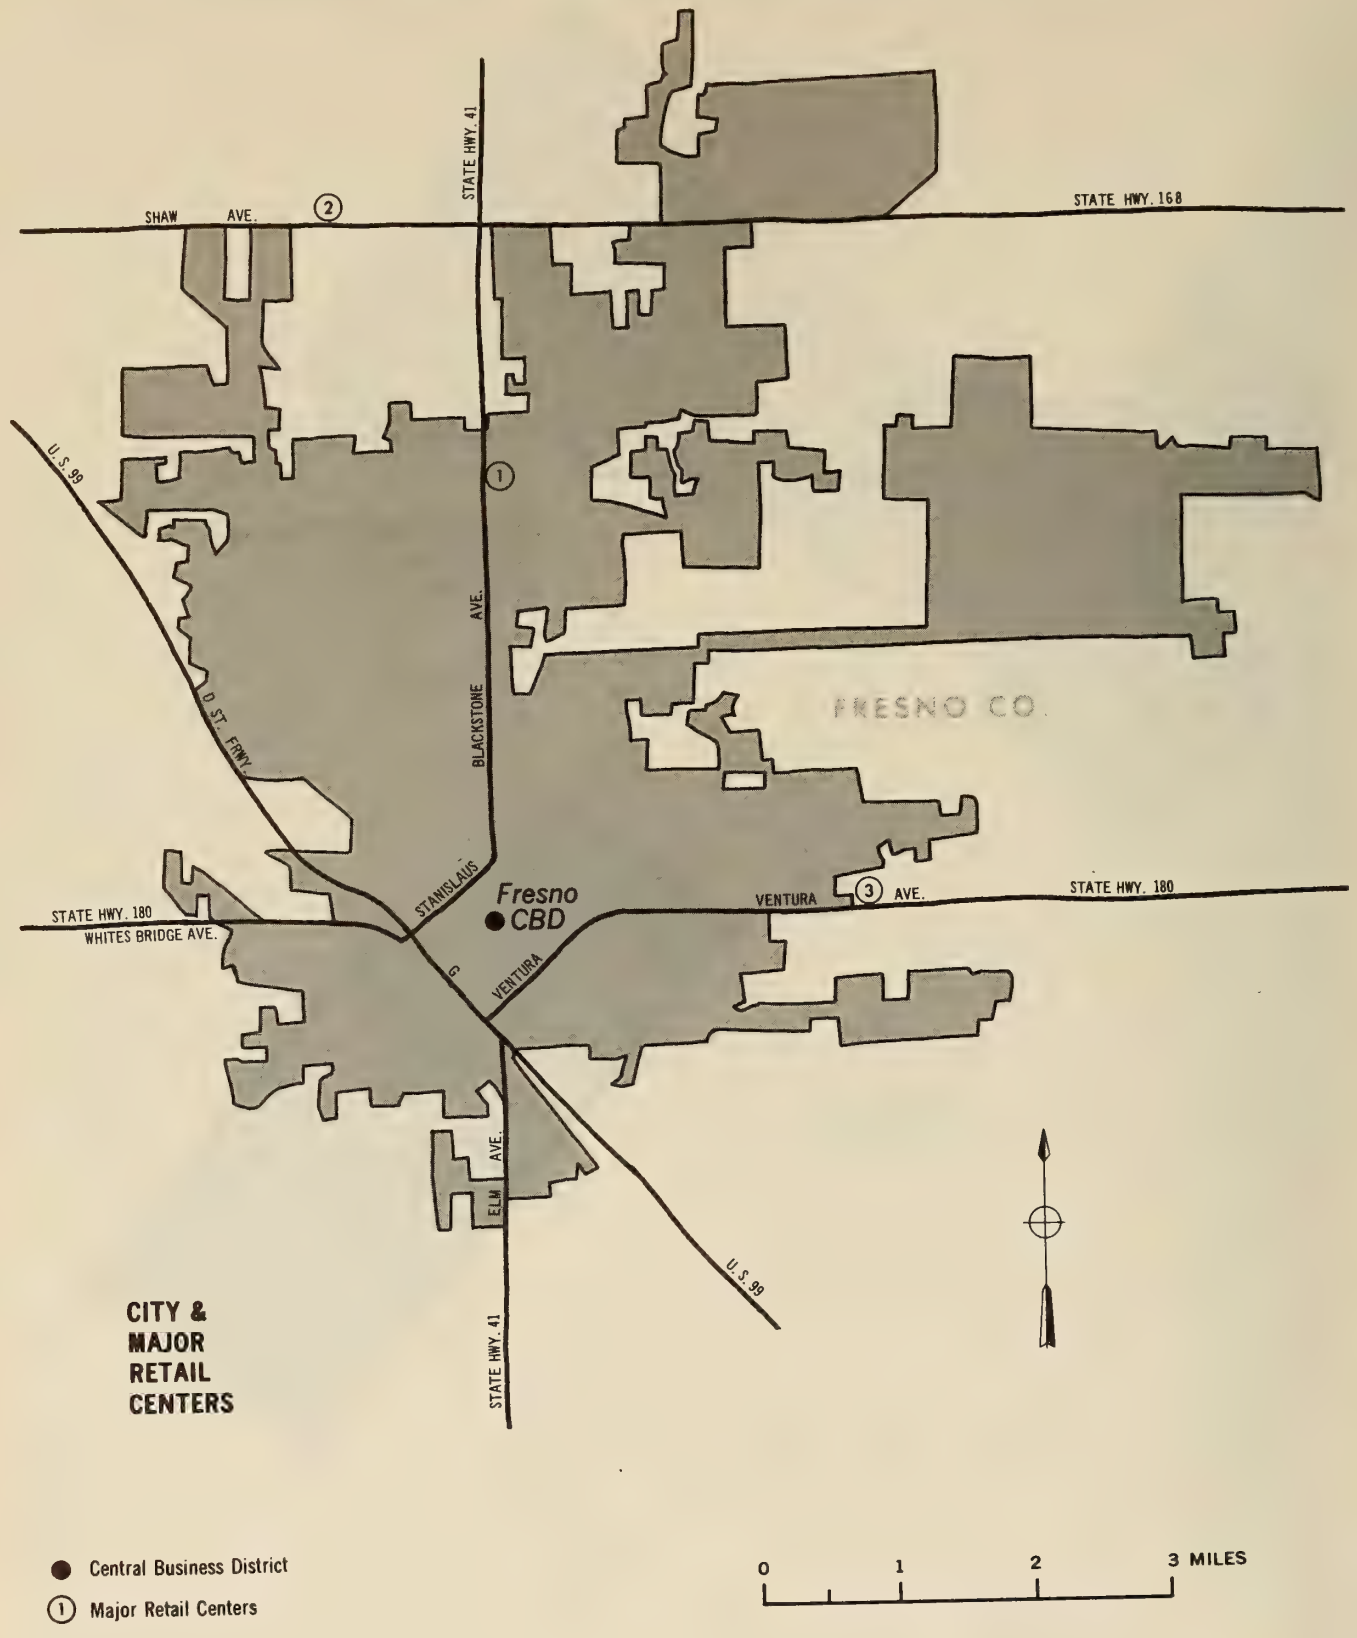 STATE HWY. 41
SHAW AVE.
2
STATE HWY. 168
U.S. 99
1
BLACKSTONE AVE.
D ST. FRWY.
FRESNO CO.
STANISLAUS
Fresno
CBD
VENTURA
3
AVE.
STATE HWY. 180
STATE HWY. 180
WHITES BRIDGE AVE.
G
VENTURA
ELM AVE.
U.S. 99
STATE HWY. 41
CITY &
MAJOR
RETAIL
CENTERS
Central Business District
1 Major Retail Centers
0 1 2 3 MILES